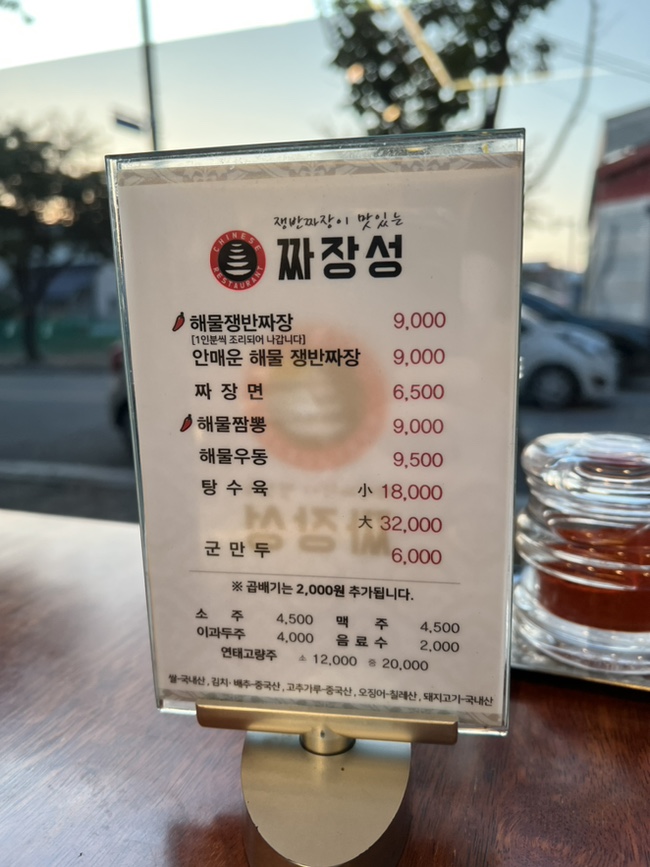 쟁반짜장이 맛있는
CHINESE RESTAURANT
짜장성
해물쟁반짜장 9,000
[1인분씩 조리되어 나갑니다]
안매운 해물 쟁반짜장 9,000
짜장면 6,500
해물짬뽕 9,000
해물우동 9,500
탕수육 小 18,000
大 32,000
군만두 6,000
※ 곱배기는 2,000원 추가됩니다.
소주 4,500 맥주 4,500
이과두주 4,000 음료수 2,000
연태고량주 소 12,000 중 20,000
쌀-국내산, 김치·배추-중국산, 고추가루-중국산, 오징어-칠레산, 돼지고기-국내산